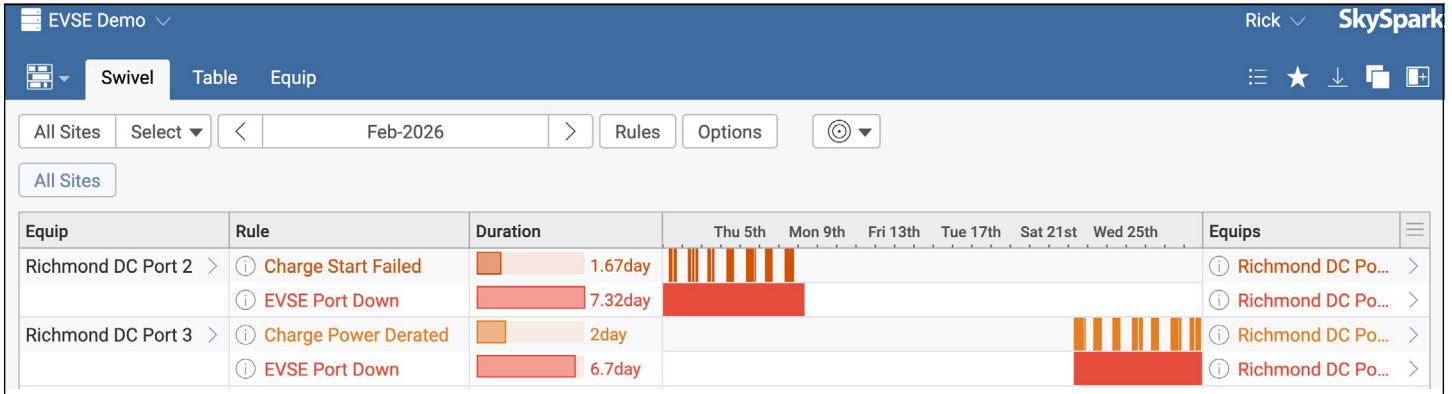 EVSE Demo
Rick
SkySpark
Swivel Table Equip
All Sites Select Feb-2026 Rules Options
All Sites
Equip Rule Duration Thu 5th Mon 9th Fri 13th Tue 17th Sat 21st Wed 25th Equips
Richmond DC Port 2 Charge Start Failed 1.67day Richmond DC Po...
EVSE Port Down 7.32day Richmond DC Po...
Richmond DC Port 3 Charge Power Derated 2day Richmond DC Po...
EVSE Port Down 6.7day Richmond DC Po...